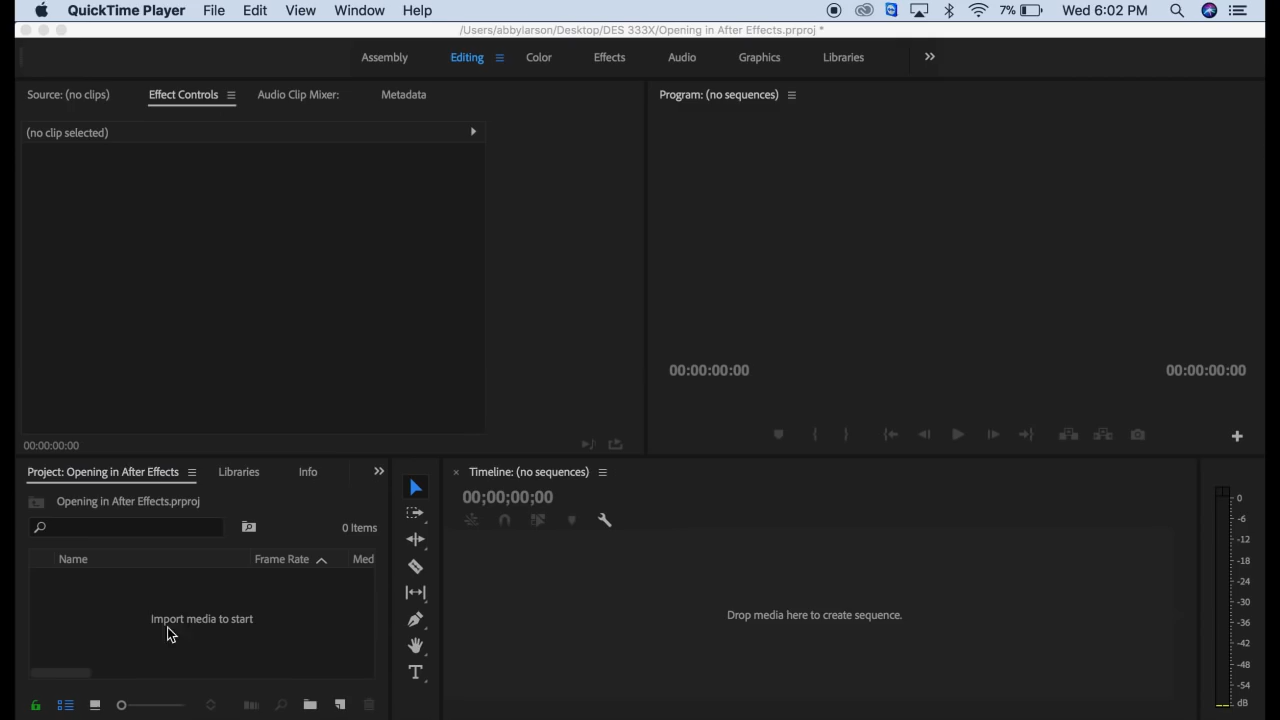 QuickTime Player File Edit View Window Help 7% Wed 6:02 PM
/Users/abbylarson/Desktop/DES 333X/Opening in After Effects.prproj *
Assembly Editing Color Effects Audio Graphics Libraries
Source: (no clips) Effect Controls Audio Clip Mixer: Metadata
Program: (no sequences)
(no clip selected)
00:00:00:00 00:00:00:00
00:00:00:00
Project: Opening in After Effects Libraries Info
Timeline: (no sequences)
Opening in After Effects.prproj
00;00;00;00
0 Items
Name Frame Rate Med
Import media to start
Drop media here to create sequence.
0
-6
-12
-18
-24
-30
-36
-42
-48
-54
dB